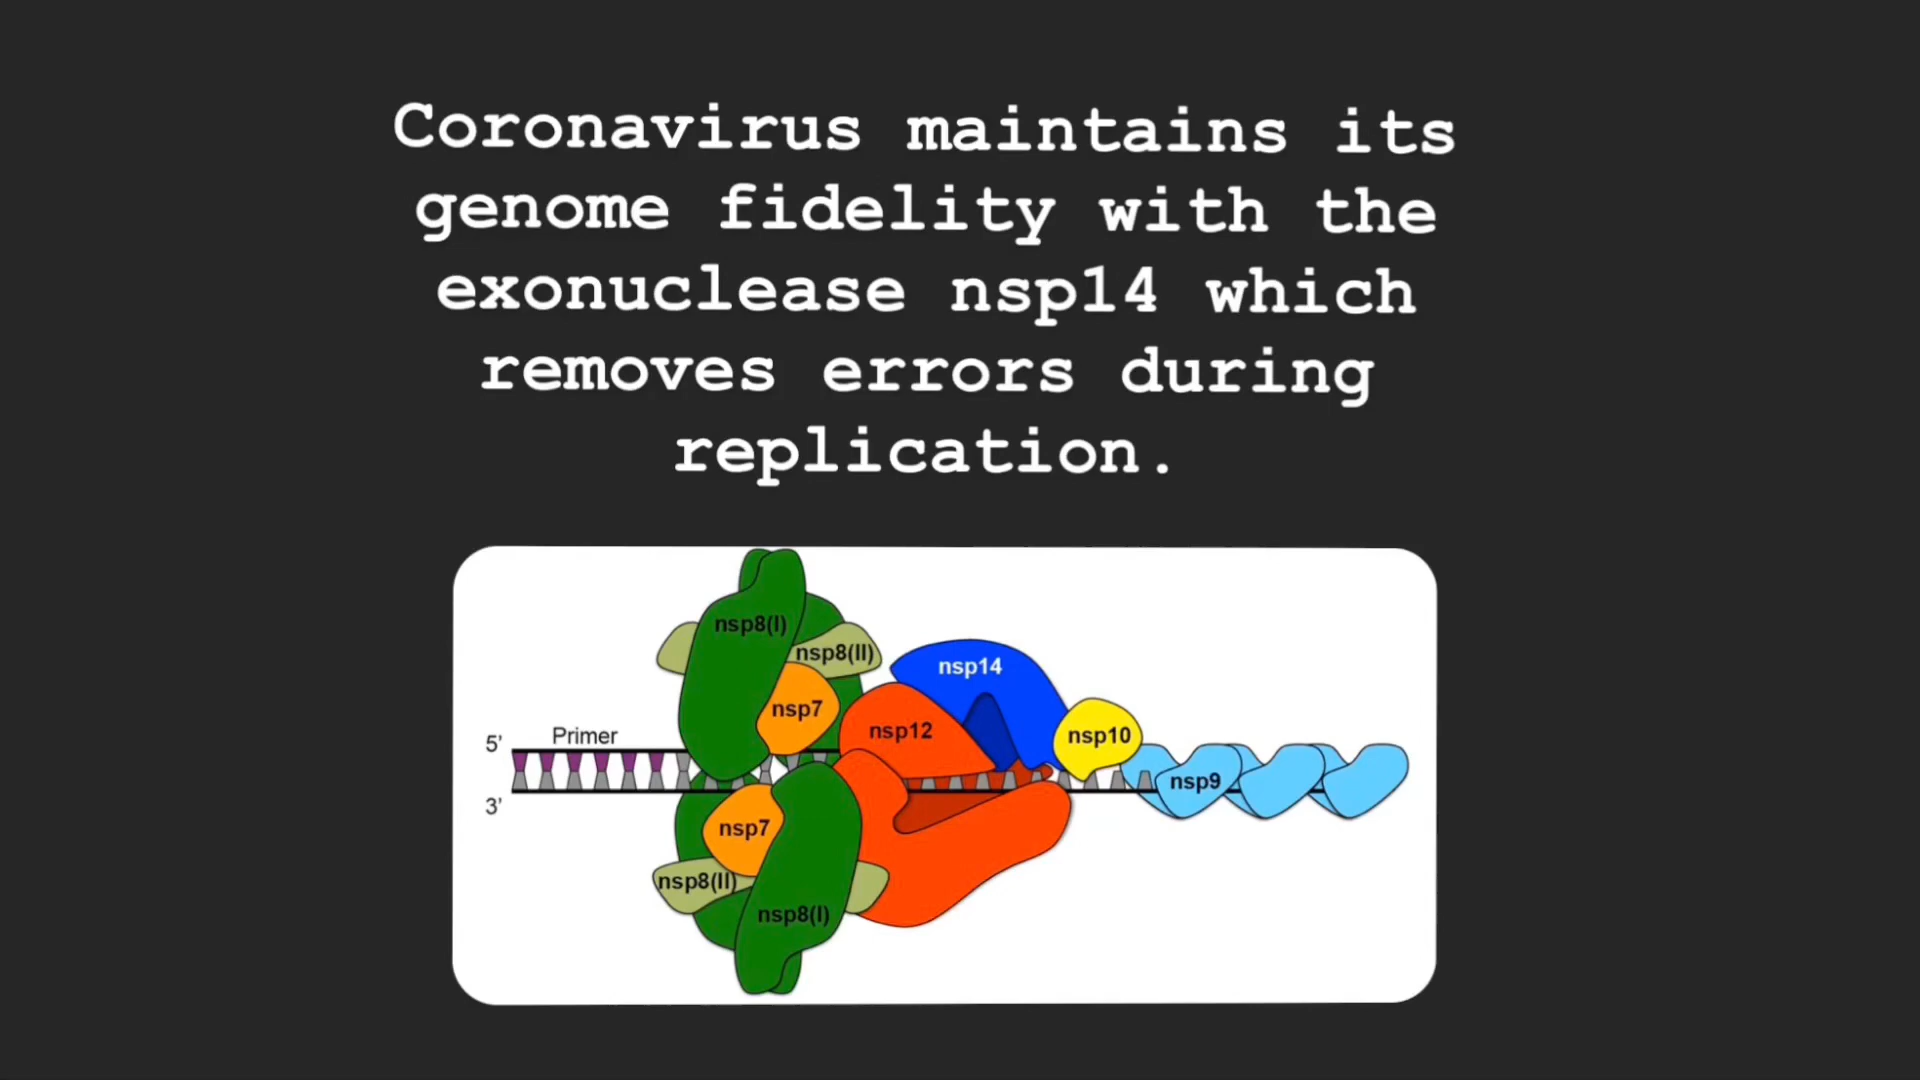 Coronavirus maintains its
genome fidelity with the
exonuclease nsp14 which
removes errors during
replication.
nsp8(I)
nsp8(II)
nsp14
nsp7
nsp12
nsp10
Primer
5’
3’
nsp9
nsp7
nsp8(II)
nsp8(I)